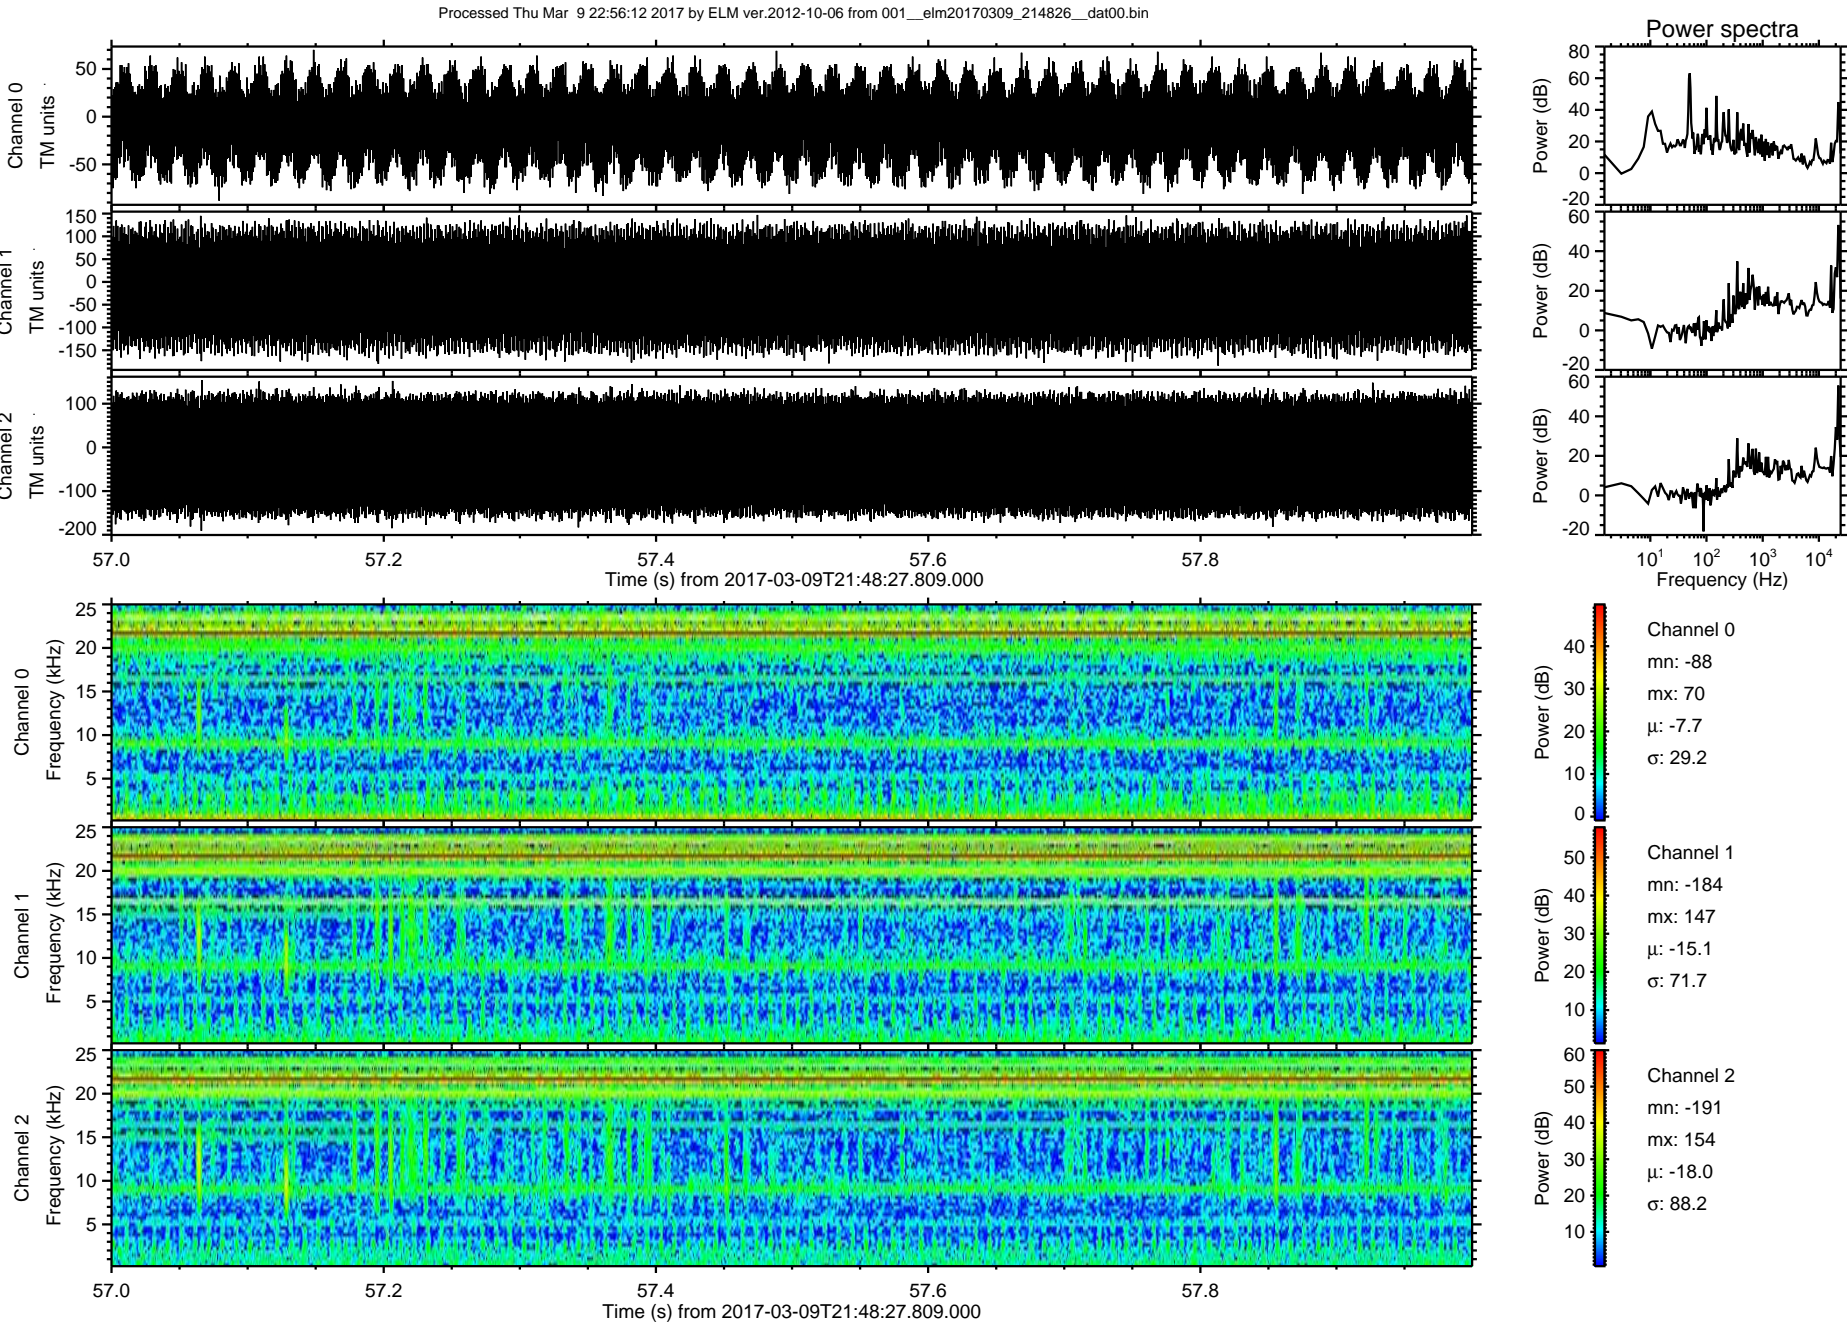 Processed Thu Mar  9 22:56:12 2017 by ELM ver.2012-10-06 from 001__elm20170309_214826__dat00.bin
Power spectra
Channel 0
TM units
50
0
-50
Power (dB)
80
60
40
20
0
-20
Channel 1
TM units
150
100
50
0
-50
-100
-150
Power (dB)
60
40
20
0
-20
Channel 2
TM units
100
0
-100
-200
Power (dB)
60
40
20
0
-20
57.0 57.2 57.4 57.6 57.8
Time (s) from 2017-03-09T21:48:27.809.000
10^1 10^2 10^3 10^4
Frequency (Hz)
Channel 0
Frequency (kHz)
25
20
15
10
5
Power (dB)
40
30
20
10
0
Channel 0
mn: -88
mx: 70
μ: -7.7
σ: 29.2
Channel 1
Frequency (kHz)
25
20
15
10
5
Power (dB)
50
40
30
20
10
Channel 1
mn: -184
mx: 147
μ: -15.1
σ: 71.7
Channel 2
Frequency (kHz)
25
20
15
10
5
Power (dB)
60
50
40
30
20
10
Channel 2
mn: -191
mx: 154
μ: -18.0
σ: 88.2
57.0 57.2 57.4 57.6 57.8
Time (s) from 2017-03-09T21:48:27.809.000